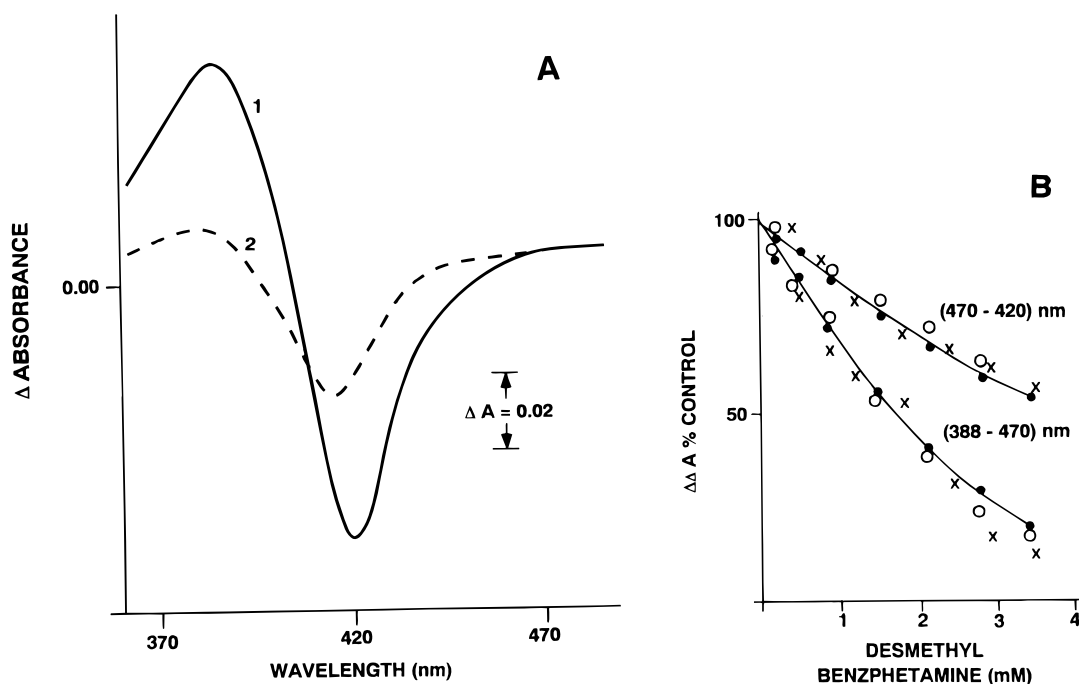 A
1
2
Δ ABSORBANCE
0.00
Δ A = 0.02
370
420
470
WAVELENGTH (nm)
B
ΔΔ A % CONTROL
100
50
(470 - 420) nm
(388 - 470) nm
1
2
3
4
DESMETHYL
BENZPHETAMINE (mM)